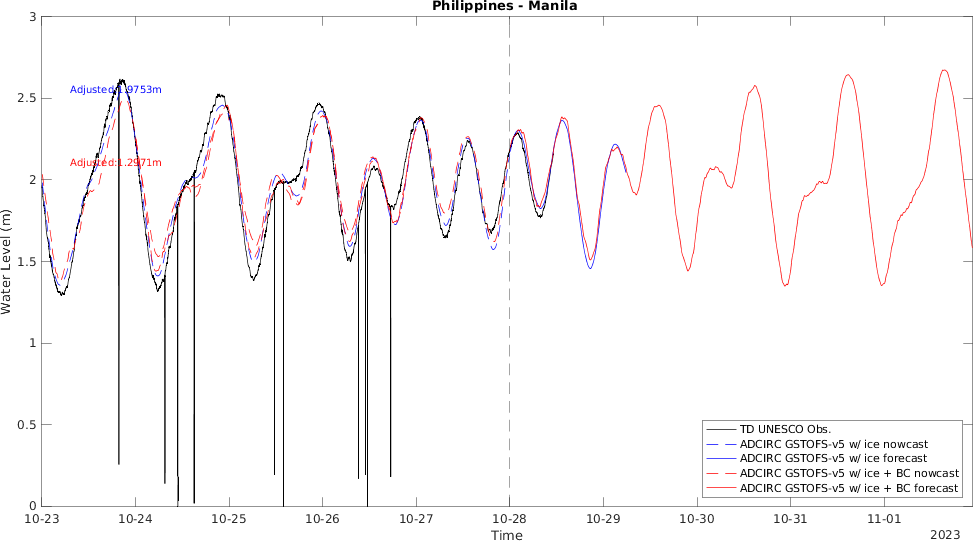 Philippines - Manila
3
2.5
2
1.5
1
0.5
0
Water Level (m)
Adjusted:1.9753m
Adjusted:1.2971m
TD UNESCO Obs.
ADCIRC GSTOFS-v5 w/ ice nowcast
ADCIRC GSTOFS-v5 w/ ice forecast
ADCIRC GSTOFS-v5 w/ ice + BC nowcast
ADCIRC GSTOFS-v5 w/ ice + BC forecast
10-23 10-24 10-25 10-26 10-27 10-28 10-29 10-30 10-31 11-01
Time
2023